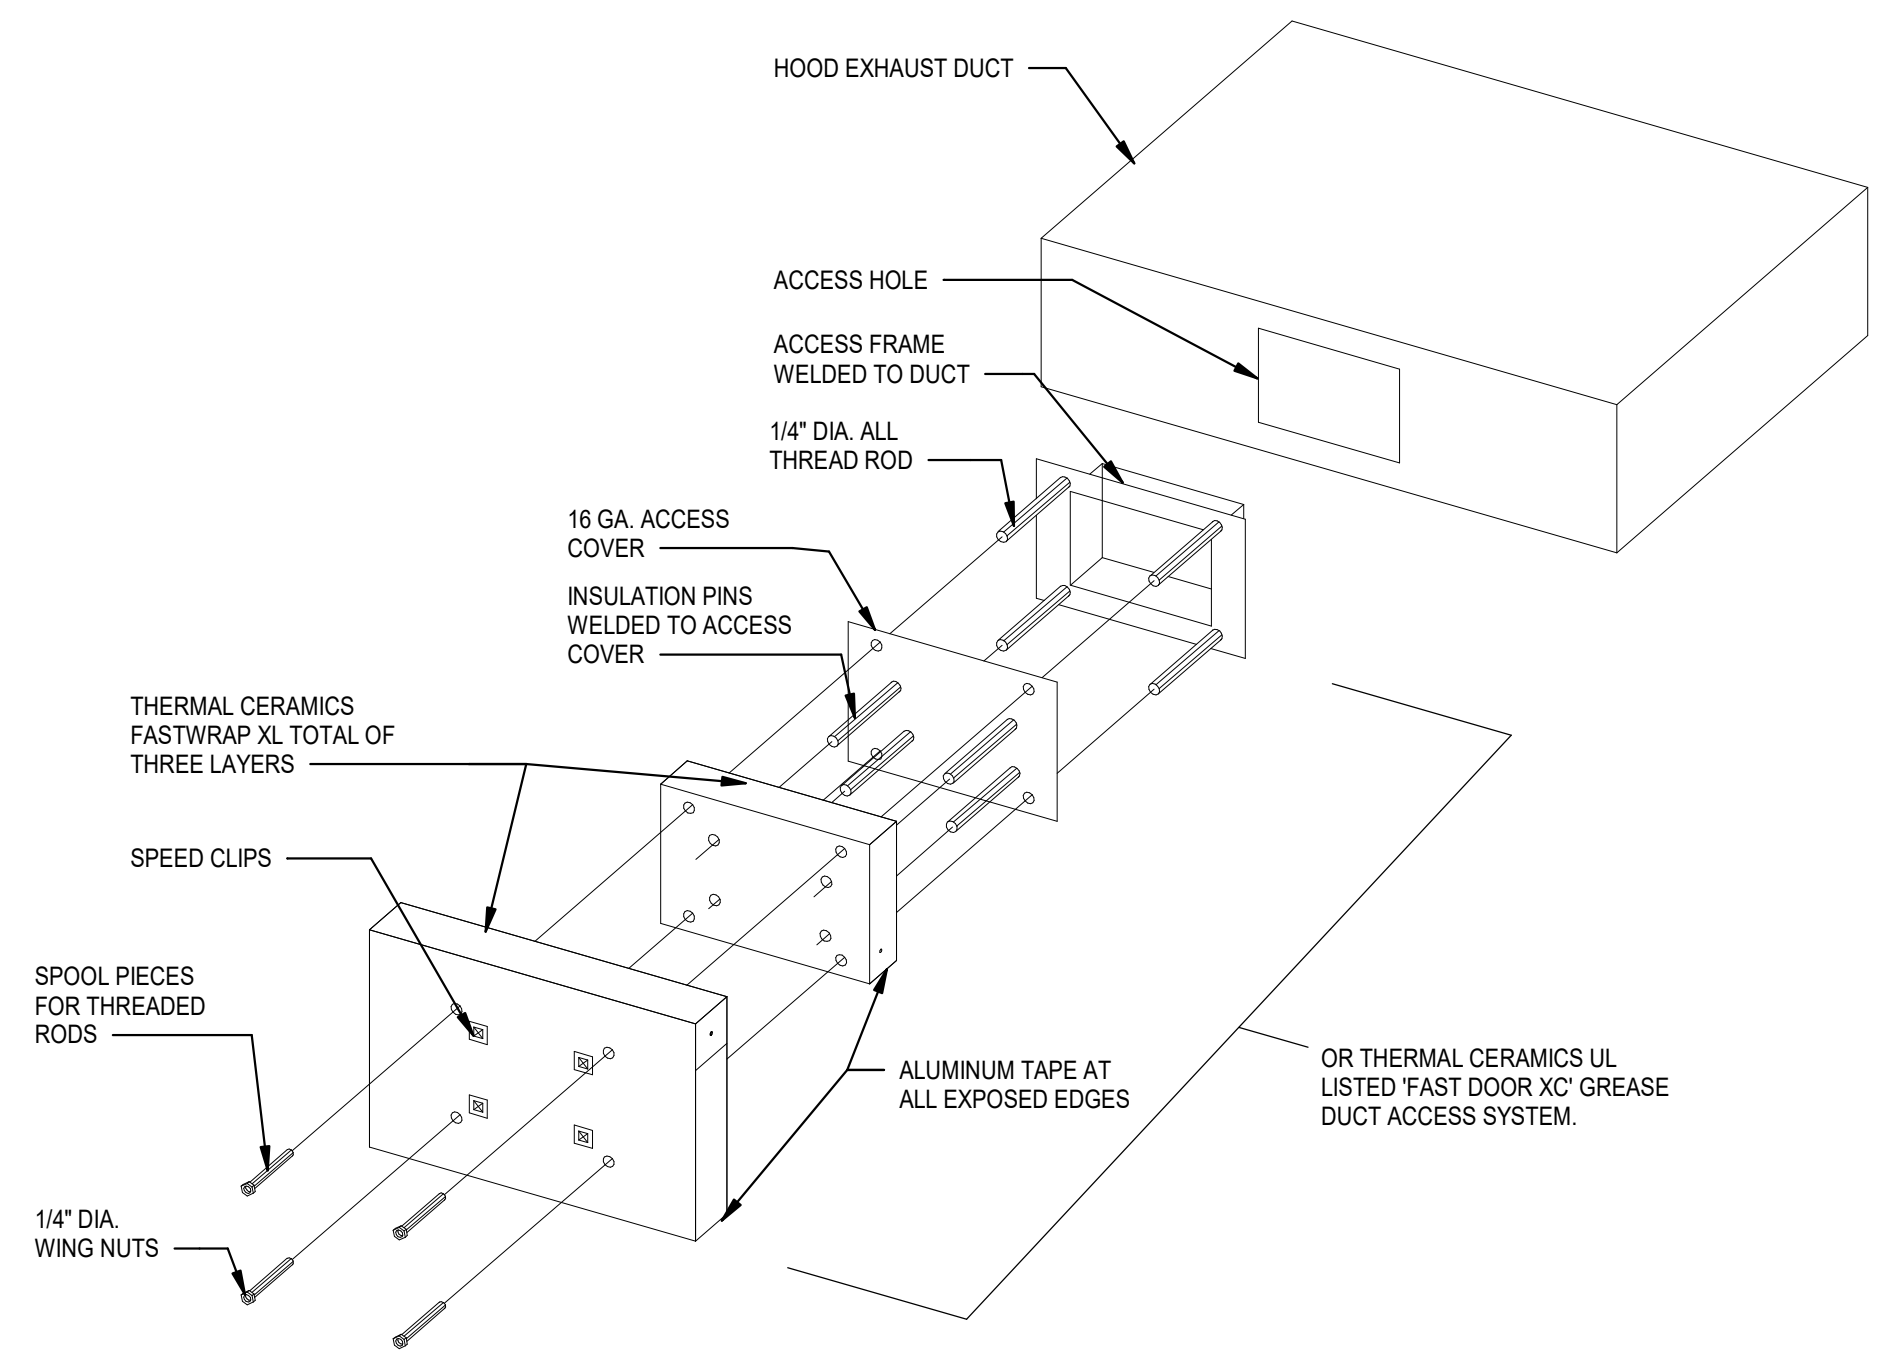 HOOD EXHAUST DUCT
ACCESS HOLE
ACCESS FRAME
WELDED TO DUCT
1/4" DIA. ALL
THREAD ROD
16 GA. ACCESS
COVER
INSULATION PINS
WELDED TO ACCESS
COVER
THERMAL CERAMICS
FASTWRAP XL TOTAL OF
THREE LAYERS
SPEED CLIPS
SPOOL PIECES
FOR THREADED
RODS
1/4" DIA.
WING NUTS
ALUMINUM TAPE AT
ALL EXPOSED EDGES
OR THERMAL CERAMICS UL
LISTED 'FAST DOOR XC' GREASE
DUCT ACCESS SYSTEM.